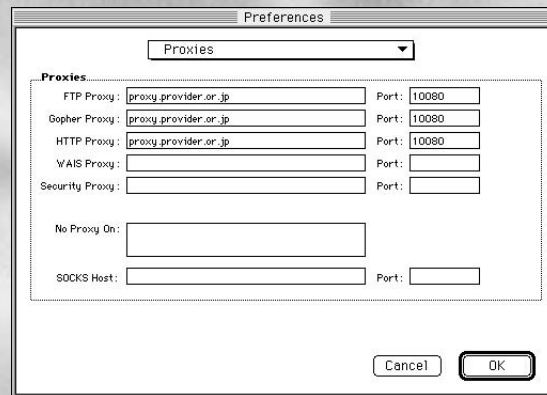 Preferences
Proxies
Proxies
FTP Proxy: proxy.provider.or.jp Port: 10080
Gopher Proxy: proxy.provider.or.jp Port: 10080
HTTP Proxy: proxy.provider.or.jp Port: 10080
WAIS Proxy: Port:
Security Proxy: Port:
No Proxy On:
SOCKS Host: Port:
Cancel OK